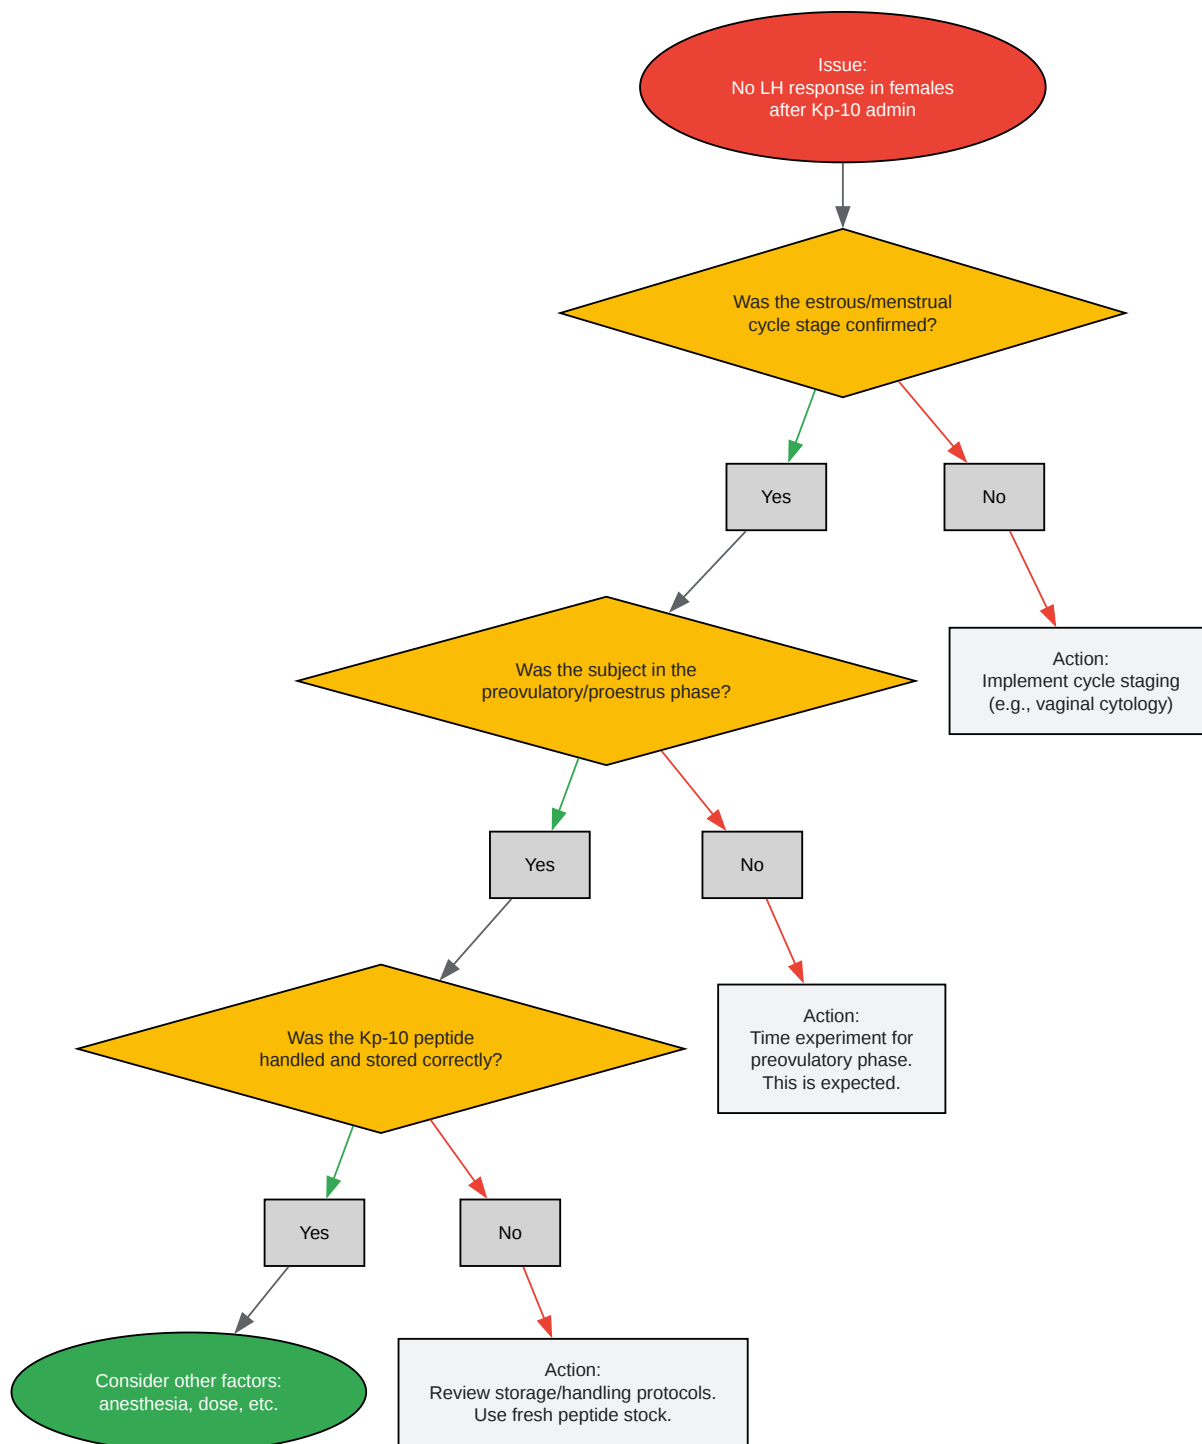 Issue:
No LH response in females
after Kp-10 admin
Was the estrous/menstrual
cycle stage confirmed?
Yes
No
Was the subject in the
preovulatory/proestrus phase?
Action:
Implement cycle staging
(e.g., vaginal cytology)
Yes
No
Was the Kp-10 peptide
handled and stored correctly?
Action:
Time experiment for
preovulatory phase.
This is expected.
Yes
No
Consider other factors:
anesthesia, dose, etc.
Action:
Review storage/handling protocols.
Use fresh peptide stock.